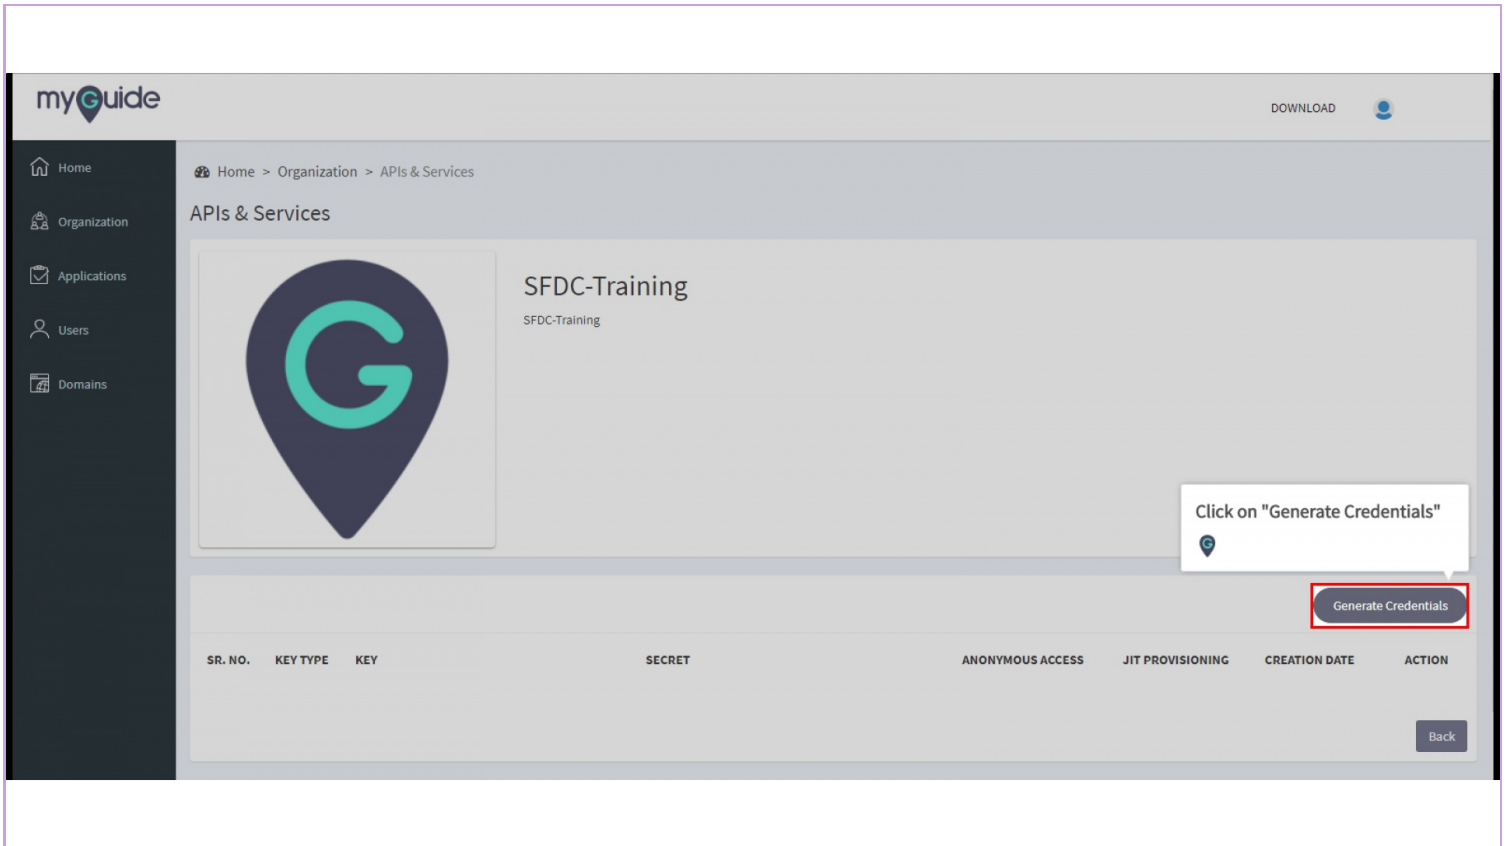 myGuide
DOWNLOAD
Home
Organization
Applications
Users
Domains
Home > Organization > APIs & Services
APIs & Services
G
SFDC-Training
SFDC-Training
Click on "Generate Credentials"
G
Generate Credentials
SR. NO. KEY TYPE KEY SECRET ANONYMOUS ACCESS JIT PROVISIONING CREATION DATE ACTION
Back